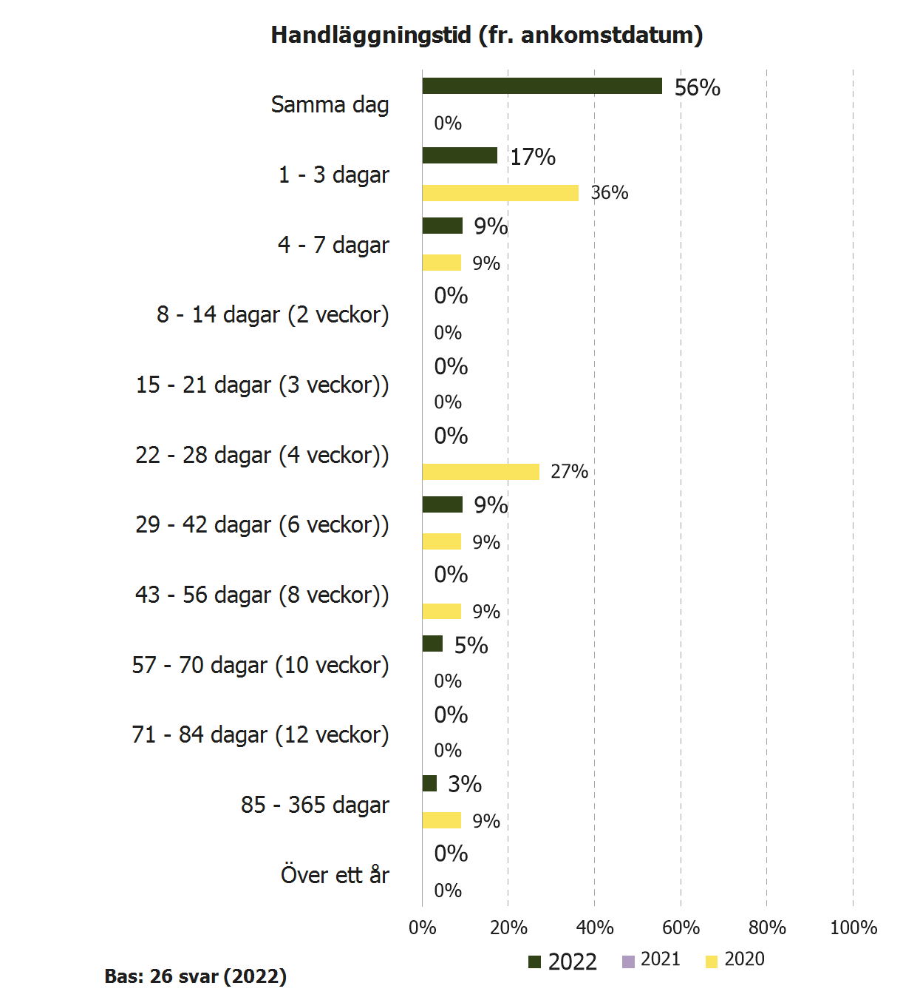 Handläggningstid (fr. ankomstdatum)
Samma dag
56%
0%
1 - 3 dagar
17%
36%
4 - 7 dagar
9%
9%
8 - 14 dagar (2 veckor)
0%
0%
15 - 21 dagar (3 veckor))
0%
0%
22 - 28 dagar (4 veckor))
0%
27%
29 - 42 dagar (6 veckor))
9%
9%
43 - 56 dagar (8 veckor))
0%
9%
57 - 70 dagar (10 veckor)
5%
0%
71 - 84 dagar (12 veckor)
0%
0%
85 - 365 dagar
3%
9%
Över ett år
0%
0%
0% 20% 40% 60% 80% 100%
2022 2021 2020
Bas: 26 svar (2022)